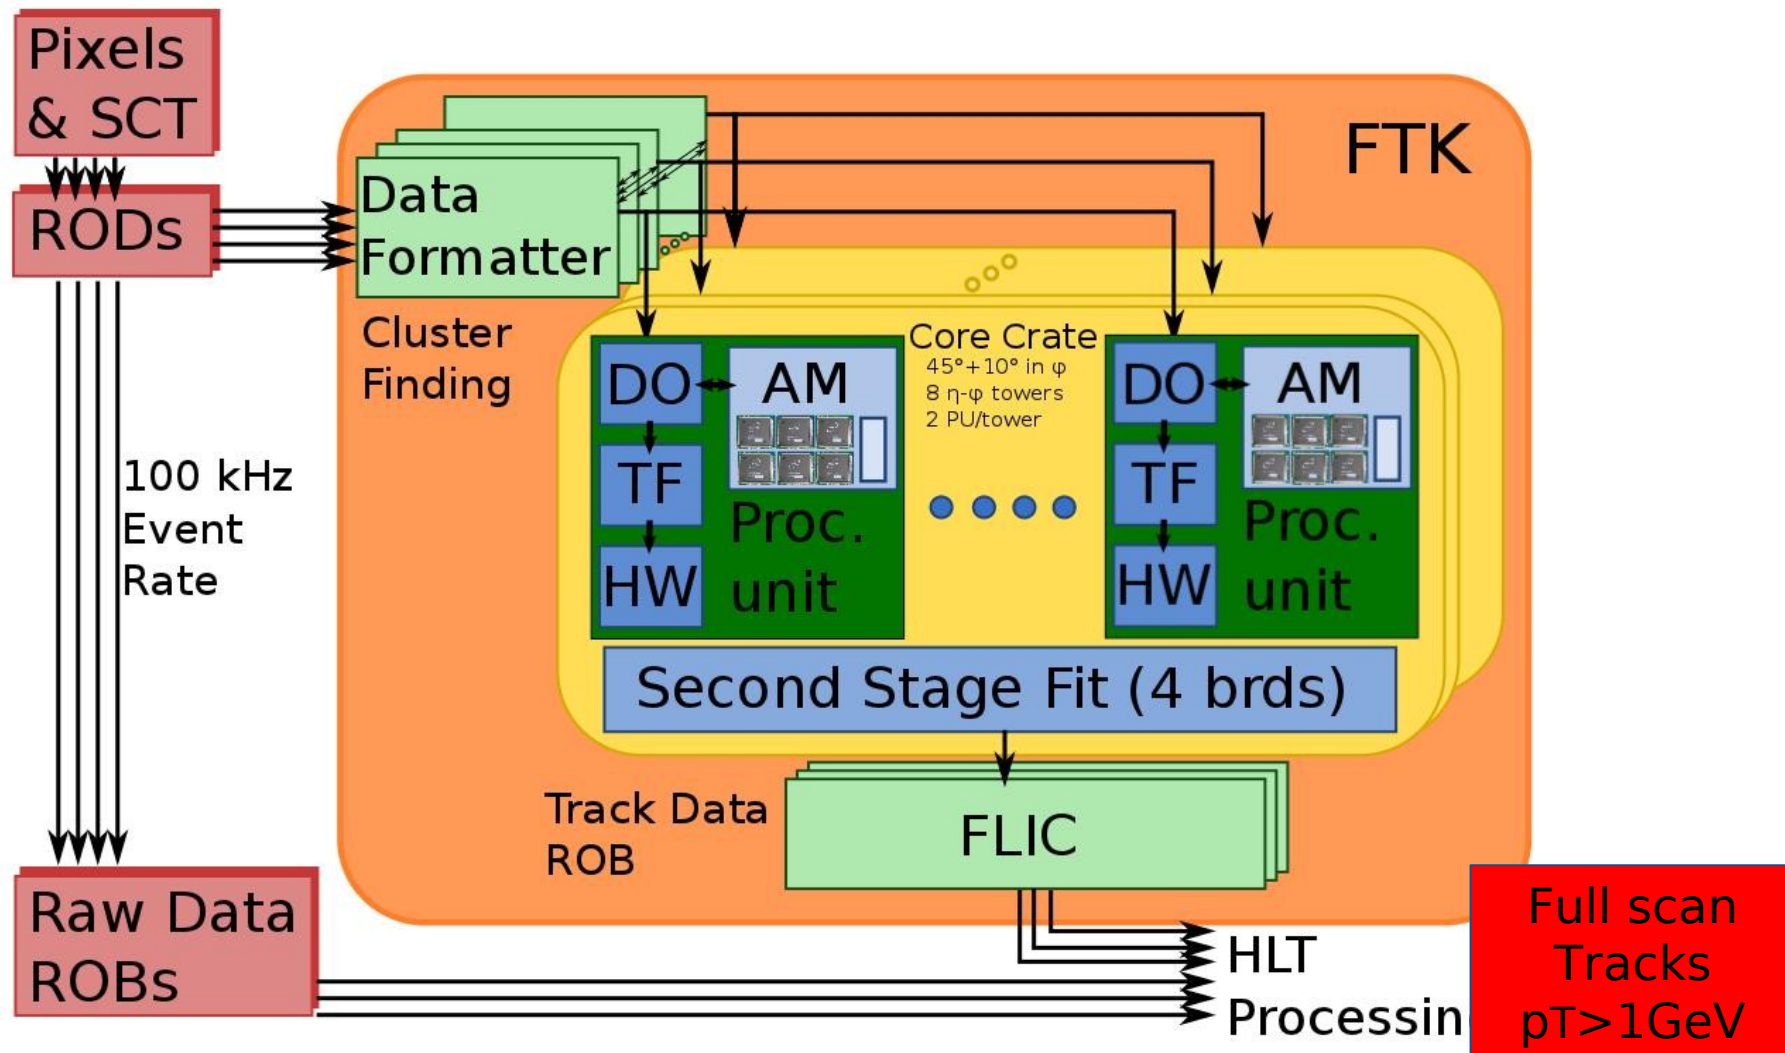 Pixels
& SCT
RODs
100 kHz
Event
Rate
Raw Data
ROBs
FTK
Data
Formatter
Cluster
Finding
Core Crate
45°+10° in φ
8 η-φ towers
2 PU/tower
DO
AM
TF
HW
Proc.
unit
DO
AM
TF
HW
Proc.
unit
Second Stage Fit (4 brds)
Track Data
ROB
FLIC
HLT
Processin
Full scan
Tracks
pT>1GeV